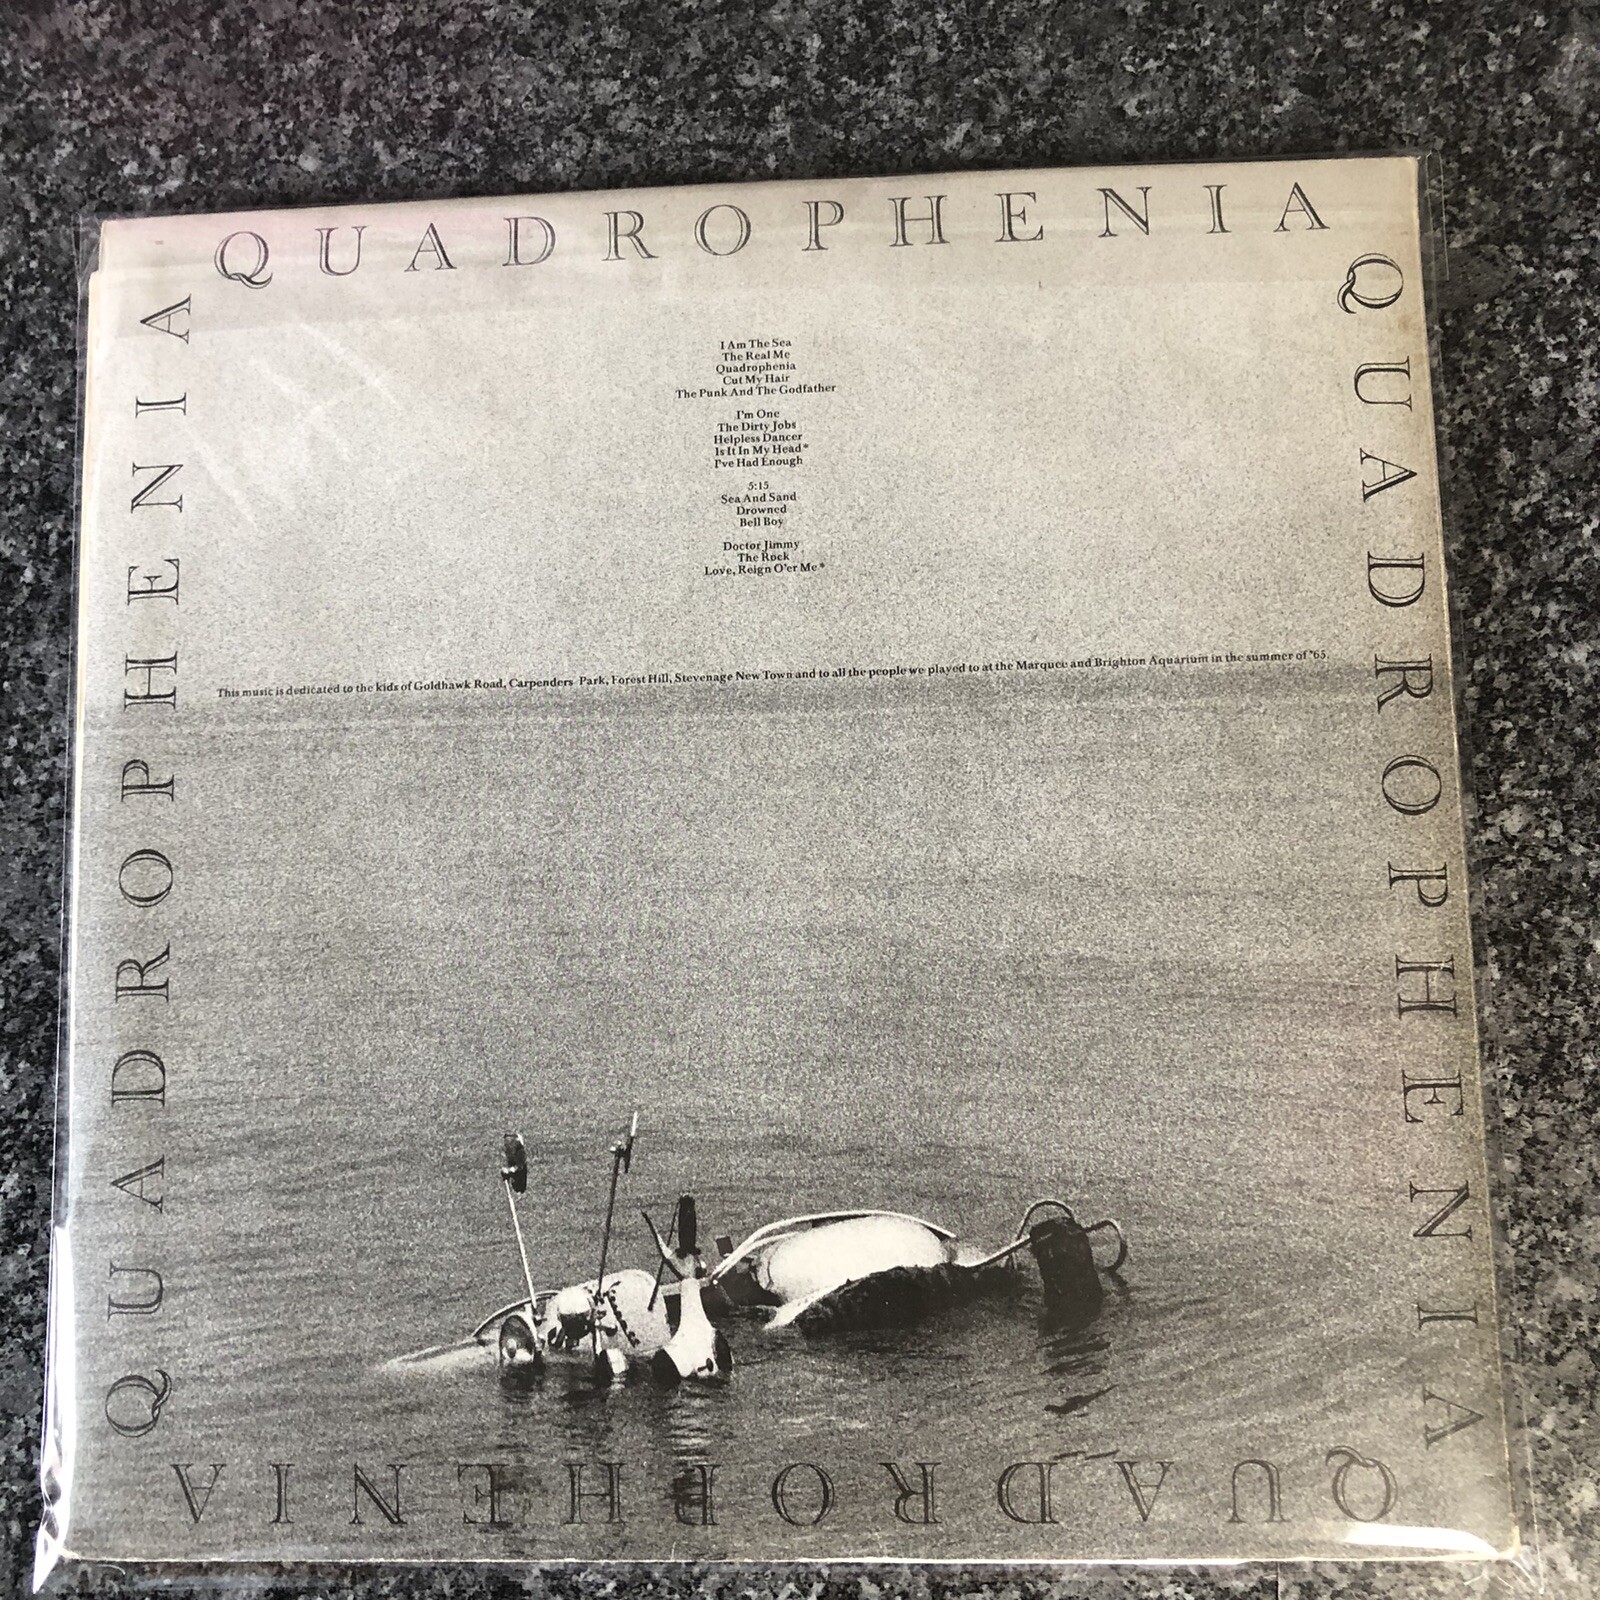 QUADROPHENIA
QUADROPHENIA
QUADROPHENIA
QUADROPHENIA
I Am The Sea
The Real Me
Quadrophenia
Cut My Hair
The Punk And The Godfather
I'm One
The Dirty Jobs
Helpless Dancer
Is It In My Head*
I've Had Enough
5:15
Sea And Sand
Drowned
Bell Boy
Doctor Jimmy
The Rock
Love, Reign O'er Me*
This music is dedicated to the kids of Goldhawk Road, Carpenders Park, Forest Hill, Stevenage New Town and to all the people we played to at the Marquee and Brighton Aquarium in the summer of '65.